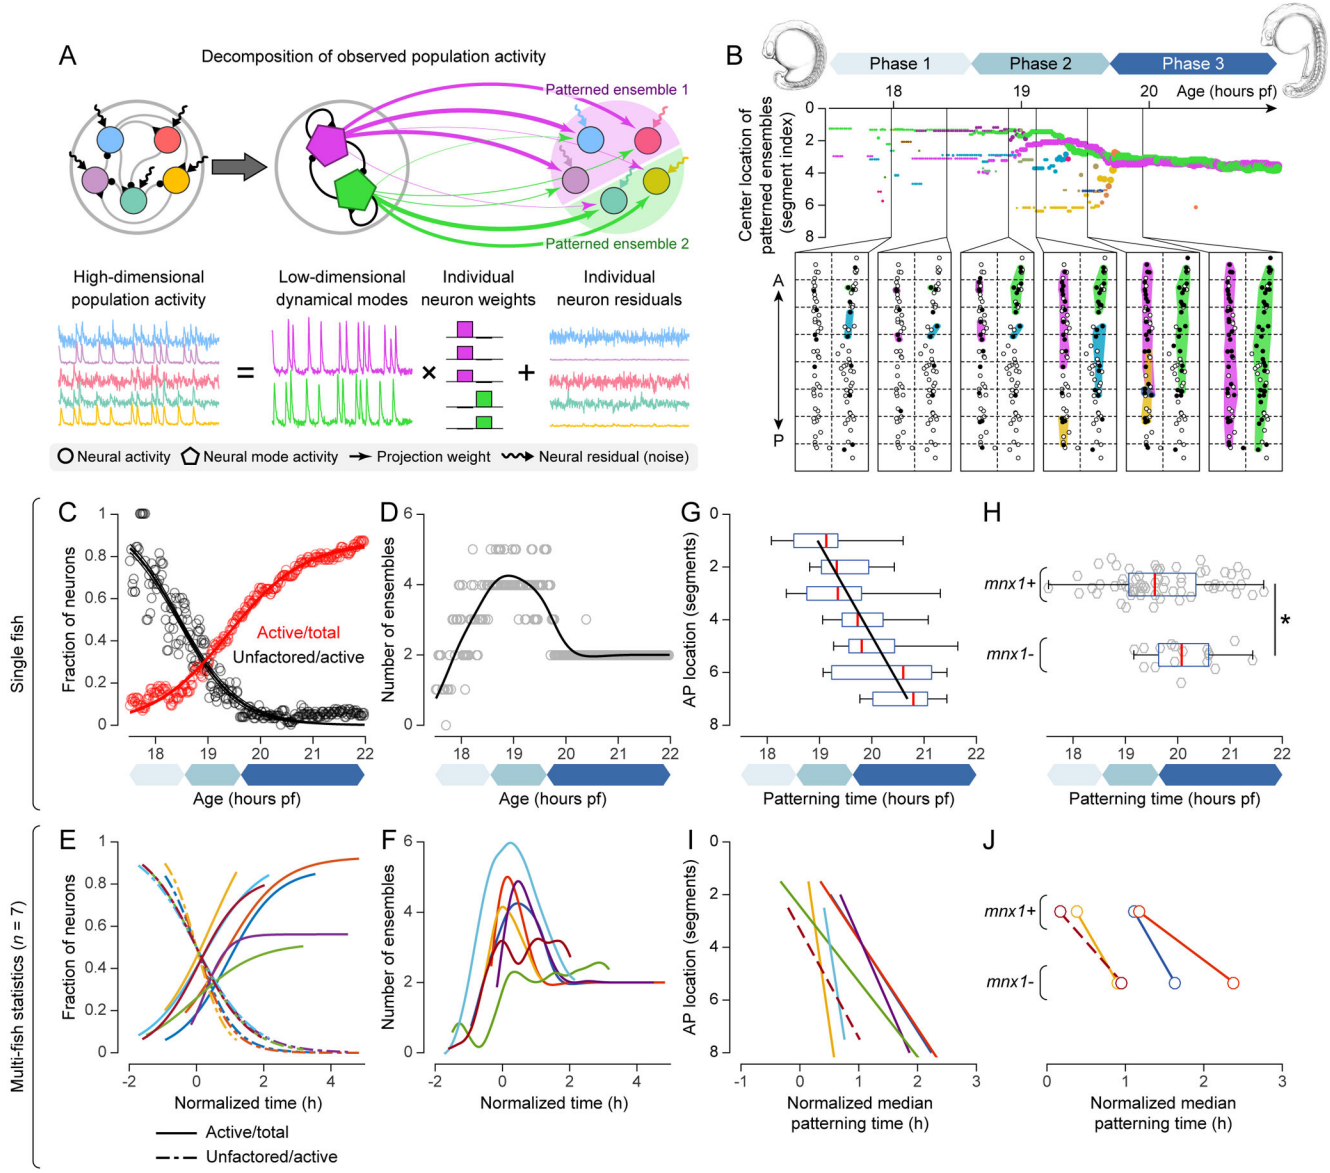 A
Decomposition of observed population activity
Patterned ensemble 1
Patterned ensemble 2
High-dimensional
population activity
Low-dimensional
dynamical modes
Individual
neuron weights
Individual
neuron residuals
=
×
+
Neural activity
Neural mode activity
Projection weight
Neural residual (noise)
B
Phase 1
Phase 2
Phase 3
18
19
20
Age (hours pf)
Center location of
patterned ensembles
(segment index)
0
2
4
6
8
A
P
Single fish
C
Fraction of neurons
1
0.8
0.6
0.4
0.2
0
Active/total
Unfactored/active
18
19
20
21
22
Age (hours pf)
D
Number of ensembles
6
4
2
0
18
19
20
21
22
Age (hours pf)
G
AP location (segments)
0
2
4
6
8
18
19
20
21
22
Patterning time (hours pf)
H
mnx1+
mnx1-
*
18
19
20
21
22
Patterning time (hours pf)
Multi-fish statistics (n = 7)
E
Fraction of neurons
1
0.8
0.6
0.4
0.2
0
-2
0
2
4
Normalized time (h)
Active/total
Unfactored/active
F
Number of ensembles
6
4
2
0
-2
0
2
4
Normalized time (h)
I
AP location (segments)
0
2
4
6
8
-1
0
1
2
3
Normalized median
patterning time (h)
J
mnx1+
mnx1-
0
1
2
3
Normalized median
patterning time (h)